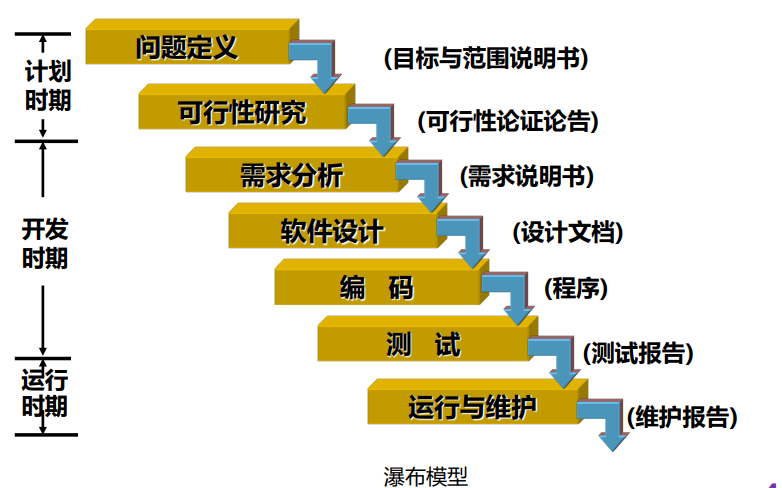 问题定义
(目标与范围说明书)
计划
时期
可行性研究
(可行性论证论告)
需求分析
(需求说明书)
开发
时期
软件设计
(设计文档)
编 码
(程序)
测 试
(测试报告)
运行
时期
运行与维护
(维护报告)
瀑布模型